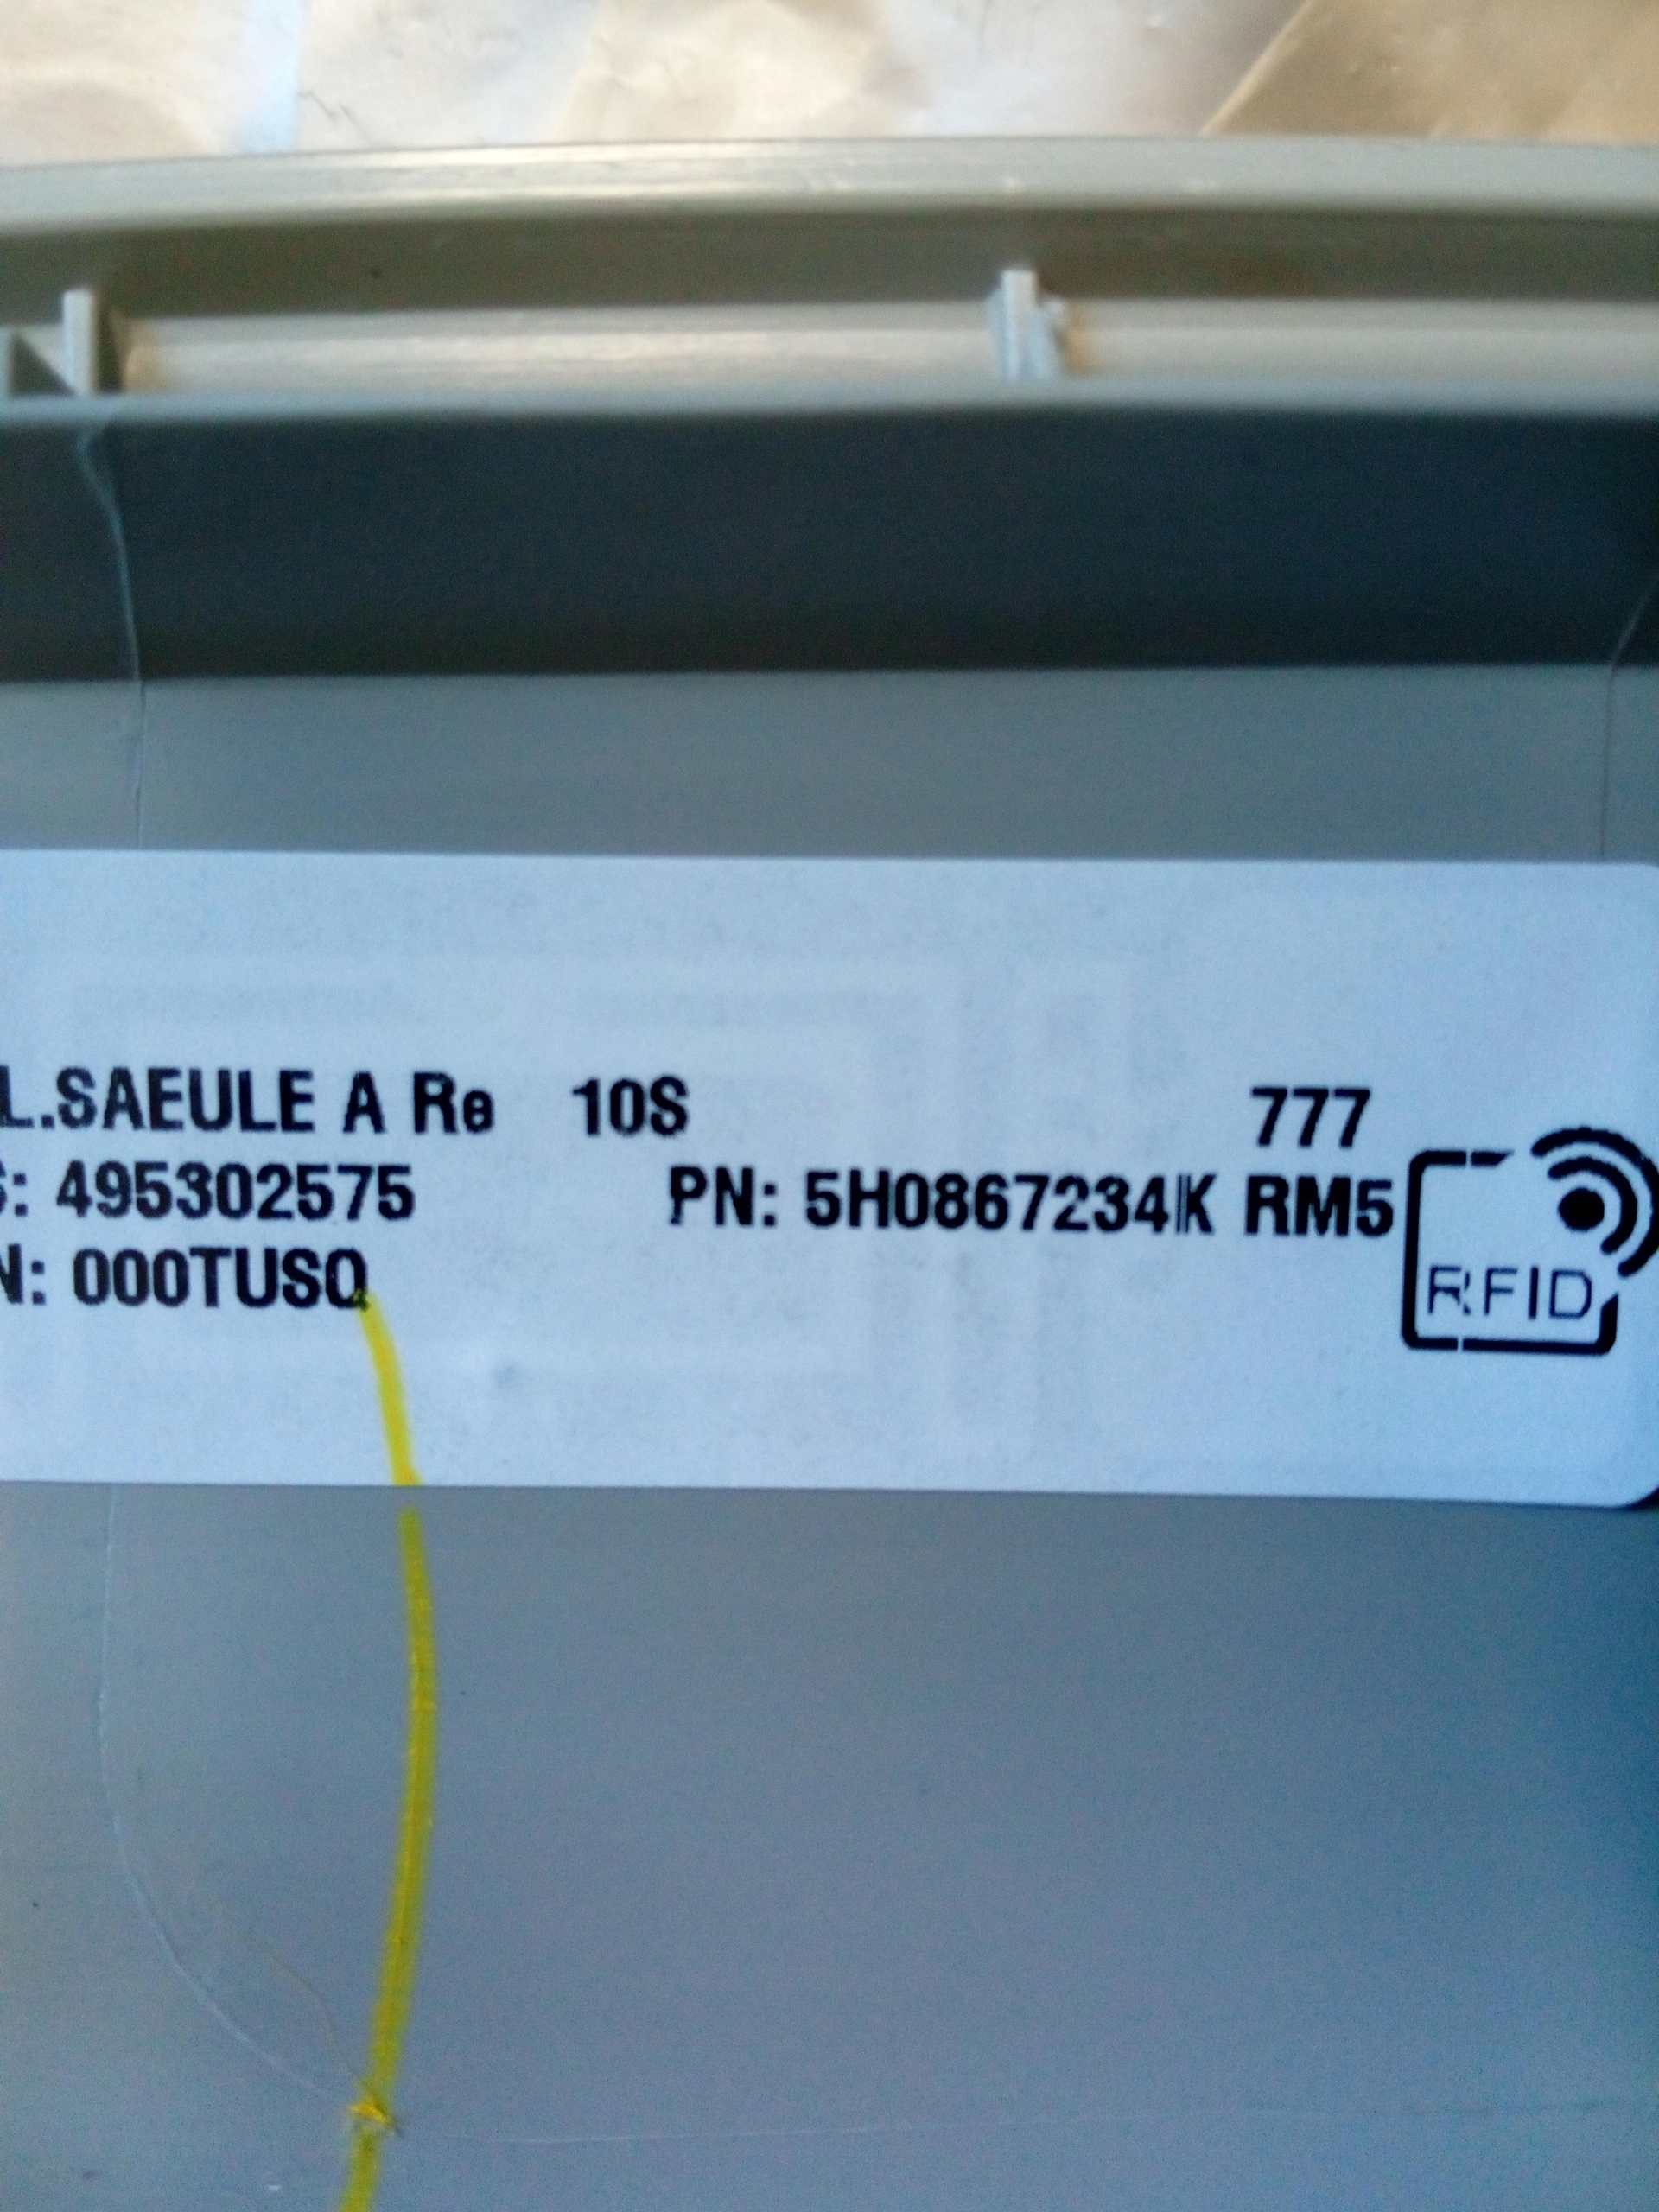 L.SAEULE A Re 10S 777
: 495302575 PN: 5H0867234K RM5
N: 000TUSQ
RFID